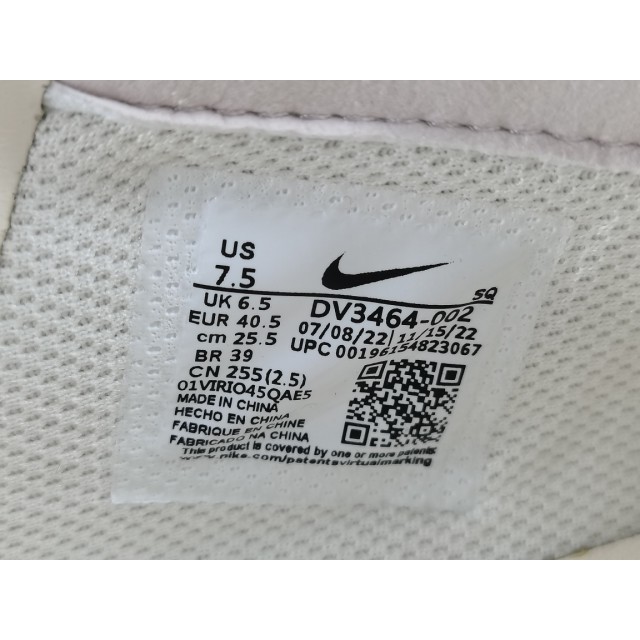 US
7.5
UK 6.5
EUR 40.5
cm 25.5
BR 39
CN 255(2.5)
01VIRIO45QAE5
MADE IN CHINA
HECHO EN CHINA
FABRIQUE EN CHINE
FABRICADO NA CHINA
This product is covered by one or more patents.
www.nike.com/patentsvirtualmarking
SQ
DV3464-002
07/08/22 | 11/15/22
UPC 00196154823067